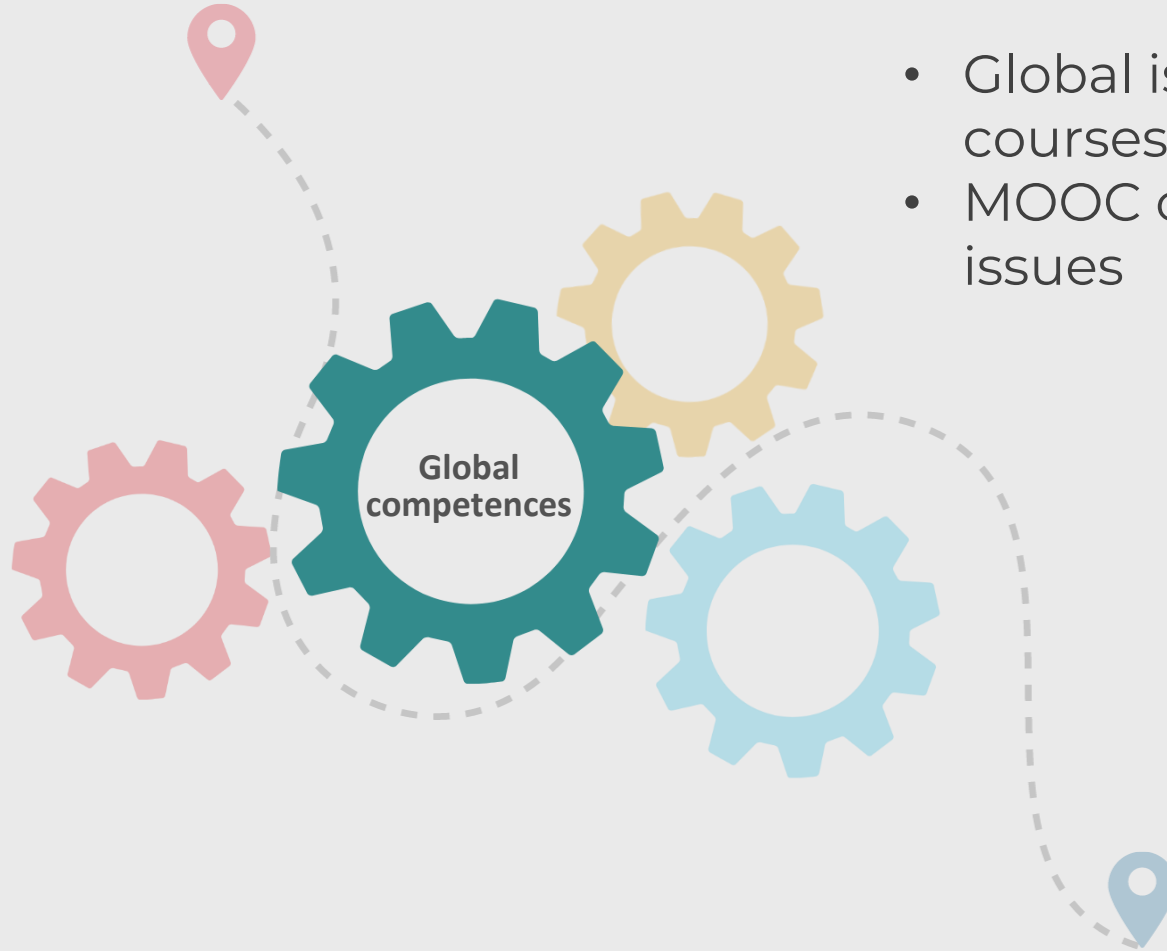 • Global
courses
• MOOC
issues
Global
competences